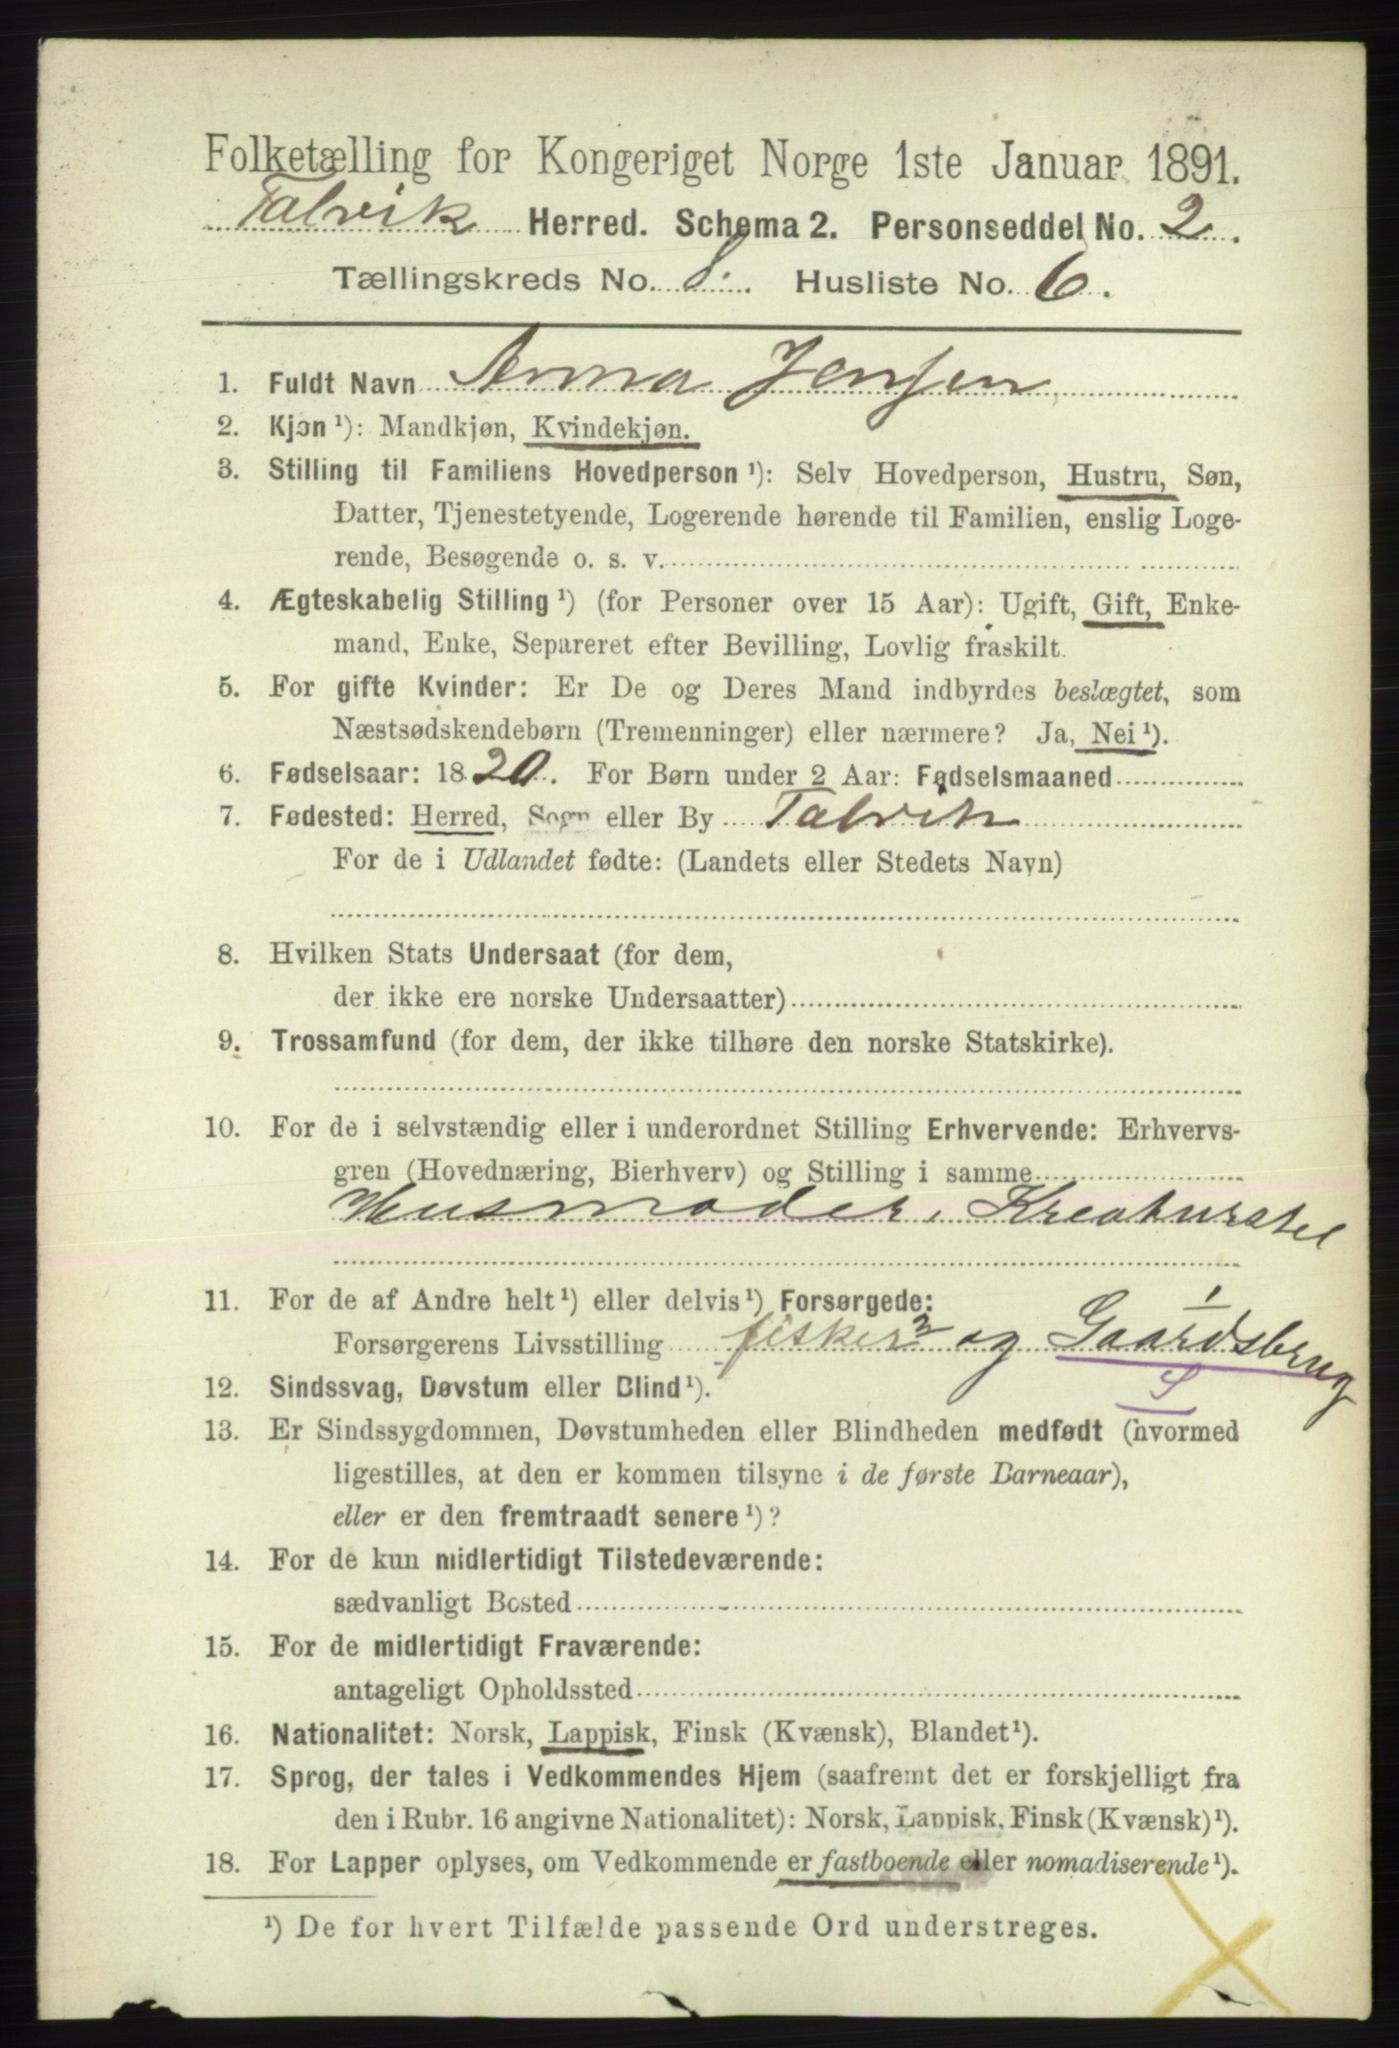 Folketælling for Kongeriget Norge 1ste Januar 1891.
Talvik Herred. Schema 2. Personseddel No. 2.
Tællingskreds No. 8. Husliste No. 6.
1. Fuldt Navn Anna Jensen
2. Kjøn ¹): Mandkjøn, Kvindekjøn.
3. Stilling til Familiens Hovedperson ¹): Selv Hovedperson, Hustru, Søn,
Datter, Tjenestetyende, Logerende hørende til Familien, enslig Loge-
rende, Besøgende o. s. v.
4. Ægteskabelig Stilling ¹) (for Personer over 15 Aar): Ugift, Gift, Enke-
mand, Enke, Separeret efter Bevilling, Lovlig fraskilt.
5. For gifte Kvinder: Er De og Deres Mand indbyrdes beslægtet, som
Næstsødskendebørn (Tremenninger) eller nærmere? Ja, Nei ¹).
6. Fødselsaar: 1820. For Børn under 2 Aar: Fødselsmaaned
7. Fødested: Herred, Sogn eller By Talvik
For de i Udlandet fødte: (Landets eller Stedets Navn)
8. Hvilken Stats Undersaat (for dem,
der ikke ere norske Undersaatter)
9. Trossamfund (for dem, der ikke tilhøre den norske Statskirke).
10. For de i selvstændig eller i underordnet Stilling Erhvervende: Erhvervs-
gren (Hovednæring, Bierhverv) og Stilling i samme
Husmoder, Kreaturstel
11. For de af Andre helt ¹) eller delvis ¹) Forsørgede:
Forsørgerens Livsstilling fisker 2 og 1 Gaardsbrug
12. Sindssvag, Døvstum eller Blind ¹).
13. Er Sindssygdommen, Døvstumheden eller Blindheden medfødt (hvormed
ligestilles, at den er kommen tilsyne i de første Barneaar),
eller er den fremtraadt senere ¹)?
14. For de kun midlertidigt Tilstedeværende:
sædvanligt Bosted
15. For de midlertidigt Fraværende:
antageligt Opholdssted
16. Nationalitet: Norsk, Lappisk, Finsk (Kvænsk), Blandet ¹).
17. Sprog, der tales i Vedkommendes Hjem (saafremt det er forskjelligt fra
den i Rubr. 16 angivne Nationalitet): Norsk, Lappisk, Finsk (Kvænsk) ¹).
18. For Lapper oplyses, om Vedkommende er fastboende eller nomadiserende ¹).
¹) De for hvert Tilfælde passende Ord understreges.